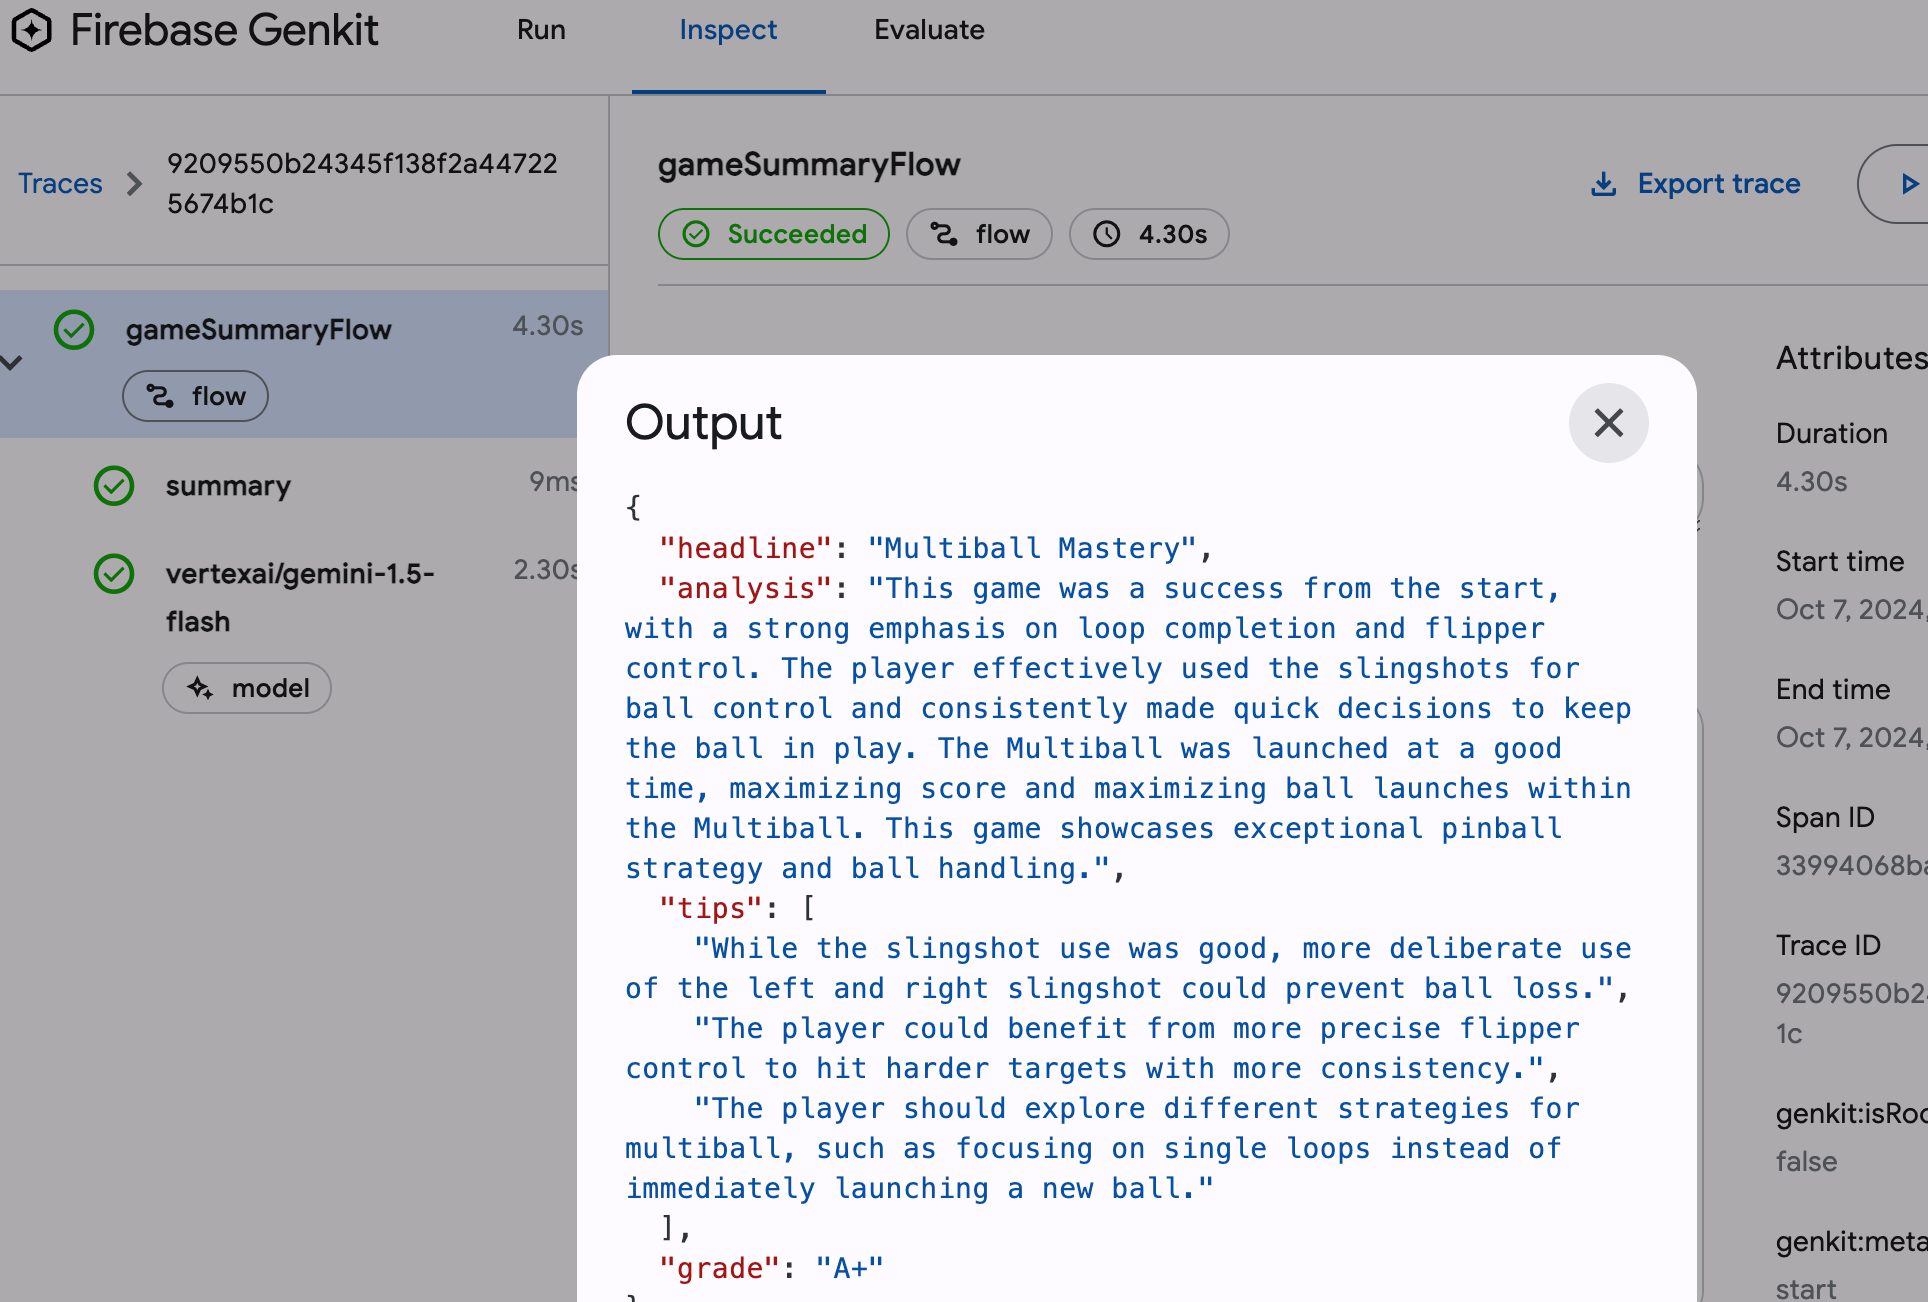 Firebase Genkit
Run
Inspect
Evaluate
Traces
9209550b24345f138f2a44722
5674b1c
gameSummaryFlow
Succeeded
flow
4.30s
Export trace
gameSummaryFlow
4.30s
flow
summary
9ms
vertexai/gemini-1.5-
flash
2.30s
model
Output
{
"headline": "Multiball Mastery",
"analysis": "This game was a success from the start,
with a strong emphasis on loop completion and flipper
control. The player effectively used the slingshots for
ball control and consistently made quick decisions to keep
the ball in play. The Multiball was launched at a good
time, maximizing score and maximizing ball launches within
the Multiball. This game showcases exceptional pinball
strategy and ball handling.",
"tips": [
"While the slingshot use was good, more deliberate use
of the left and right slingshot could prevent ball loss.",
"The player could benefit from more precise flipper
control to hit harder targets with more consistency.",
"The player should explore different strategies for
multiball, such as focusing on single loops instead of
immediately launching a new ball."
],
"grade": "A+"
}
Attributes
Duration
4.30s
Start time
Oct 7, 2024,
End time
Oct 7, 2024,
Span ID
33994068ba
Trace ID
9209550b2
1c
genkit:isRoo
false
genkit:meta
start